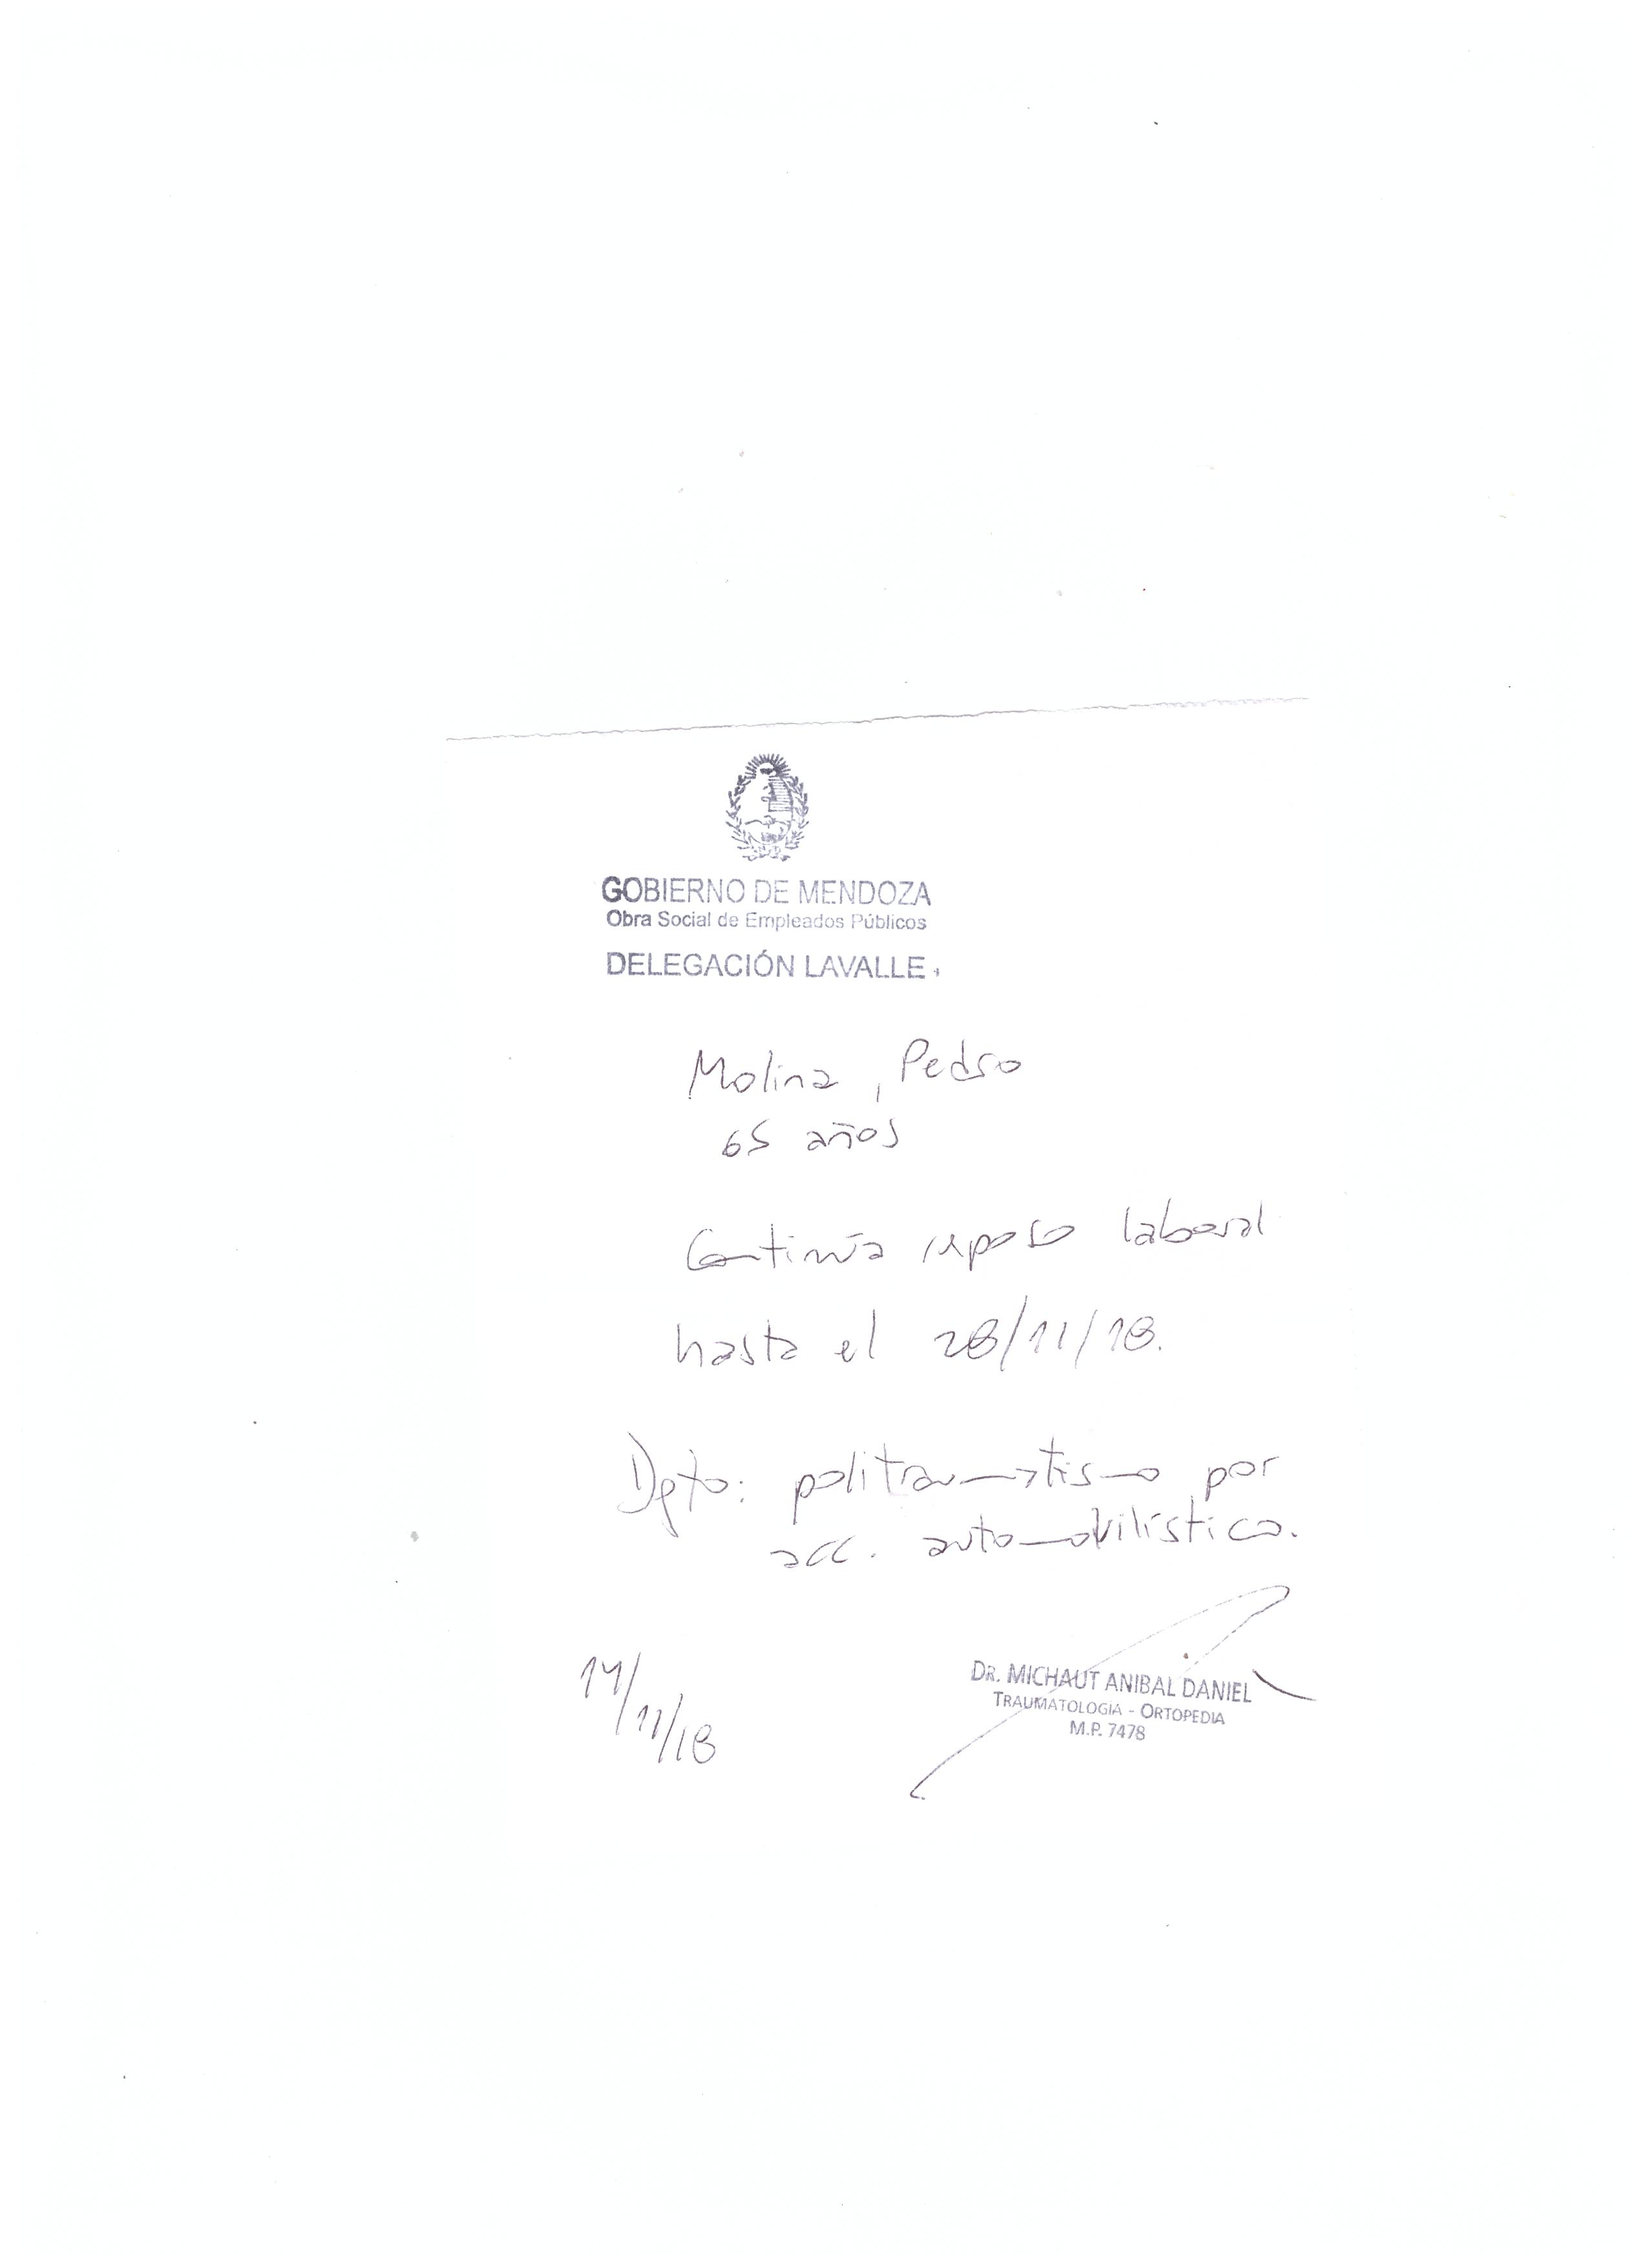 GOBIERNO DE MENDOZA
Obra Social de Empleados Públicos
DELEGACIÓN LAVALLE
Molina, Pedro
65 años
Continúa reposo laboral
hasta el 28/11/18.
Dgto: politraumatismo por
acc. automovilístico.
14/11/18
DR. MICHAUT ANIBAL DANIEL
TRAUMATOLOGIA - ORTOPEDIA
M.P. 7478